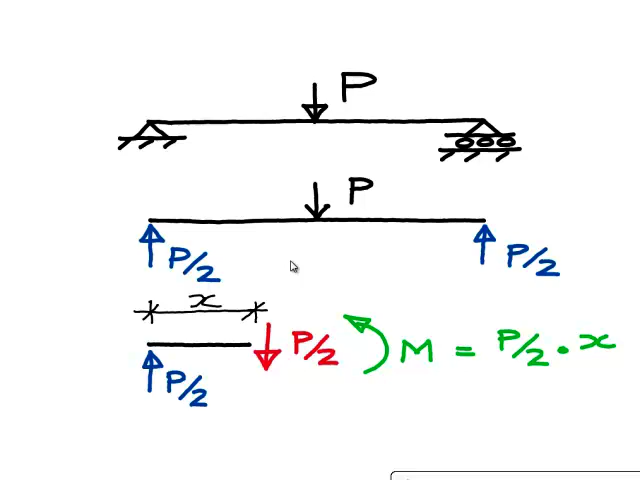 P
P
P/2 P/2
x
P/2 M = P/2 · x
P/2